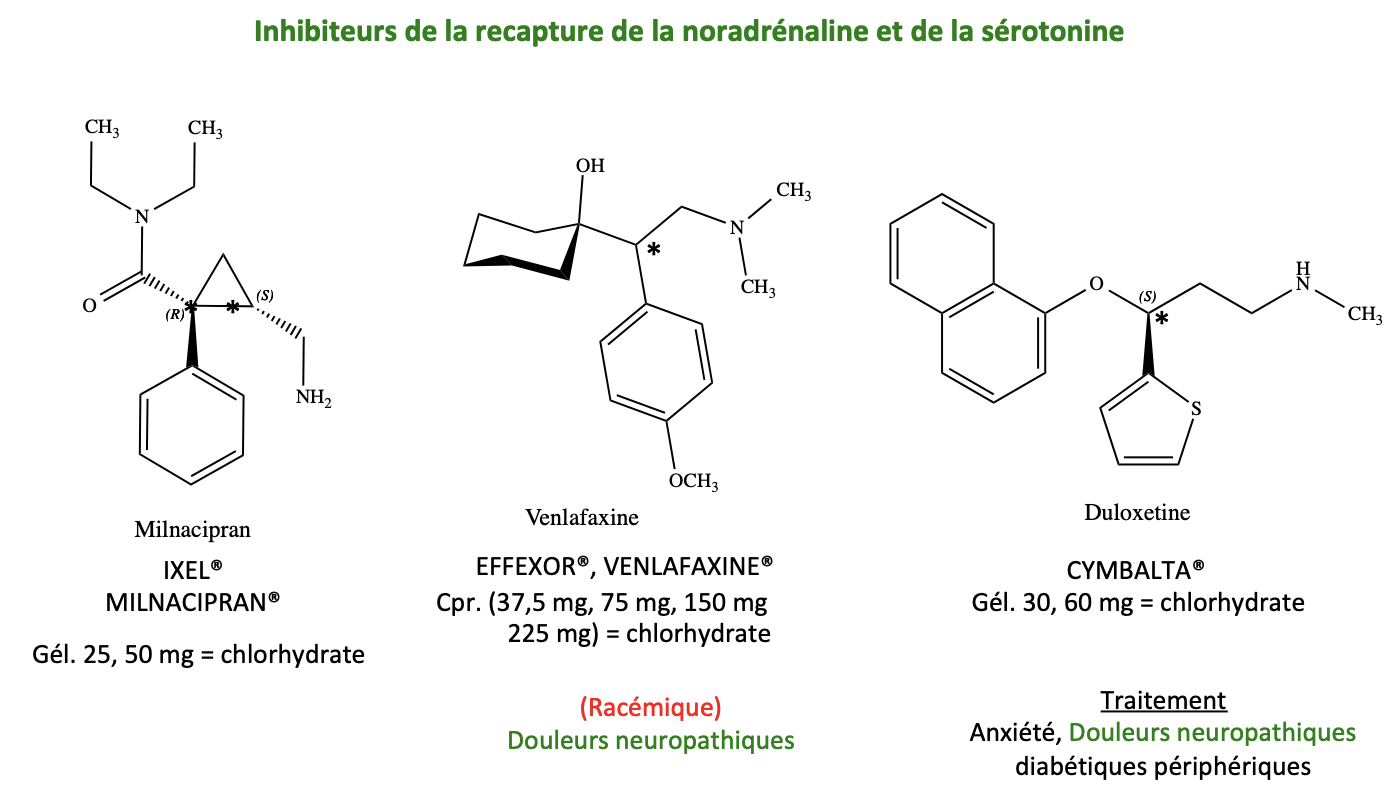 Inhibiteurs de la recapture de la noradrénaline et de la sérotonine
CH3
CH3
N
O
(R)
*
*
(S)
NH2
Milnacipran
IXEL®
MILNACIPRAN®
Gél. 25, 50 mg = chlorhydrate
OH
CH3
N
*
CH3
OCH3
Venlafaxine
EFFEXOR®, VENLAFAXINE®
Cpr. (37,5 mg, 75 mg, 150 mg
225 mg) = chlorhydrate
(Racémique)
Douleurs neuropathiques
O
(S)
*
H
N
CH3
S
Duloxetine
CYMBALTA®
Gél. 30, 60 mg = chlorhydrate
Traitement
Anxiété, Douleurs neuropathiques
diabétiques périphériques